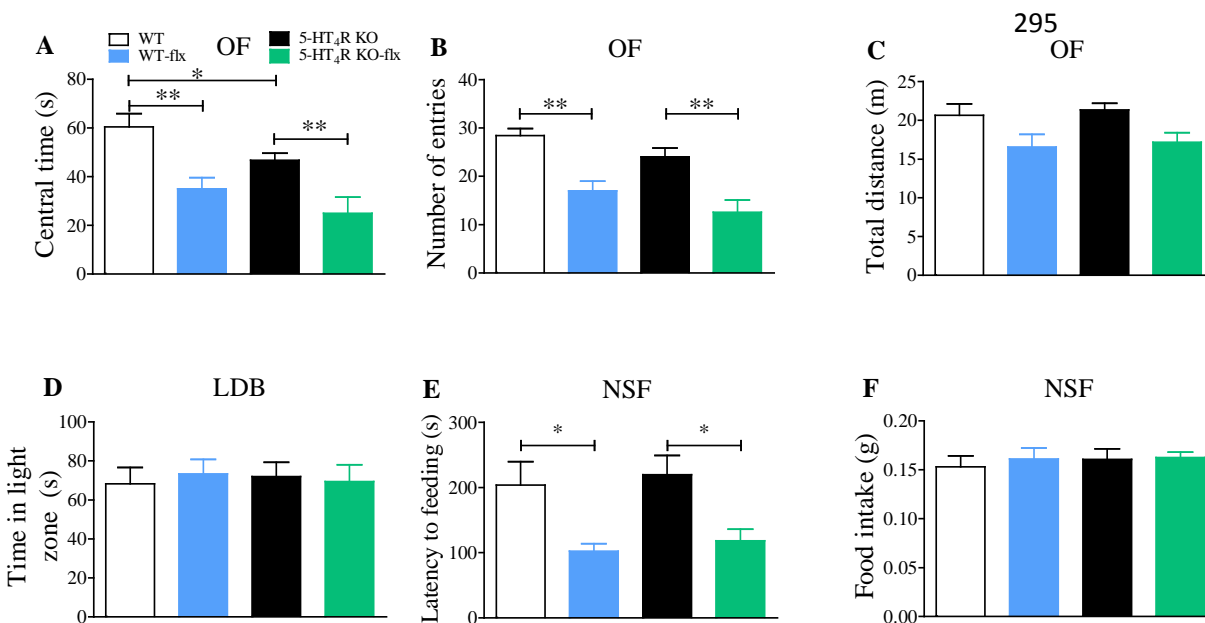 295
A
WT
WT-flx
OF
5-HT₄R KO
5-HT₄R KO-flx
Central time (s)
80
60
40
20
0
*
**
**
B
OF
Number of entries
40
30
20
10
0
**
**
C
OF
Total distance (m)
25
20
15
10
5
0
D
LDB
Time in light
zone (s)
100
80
60
40
20
0
E
NSF
Latency to feeding (s)
300
200
100
0
*
*
F
NSF
Food intake (g)
0.20
0.15
0.10
0.05
0.00